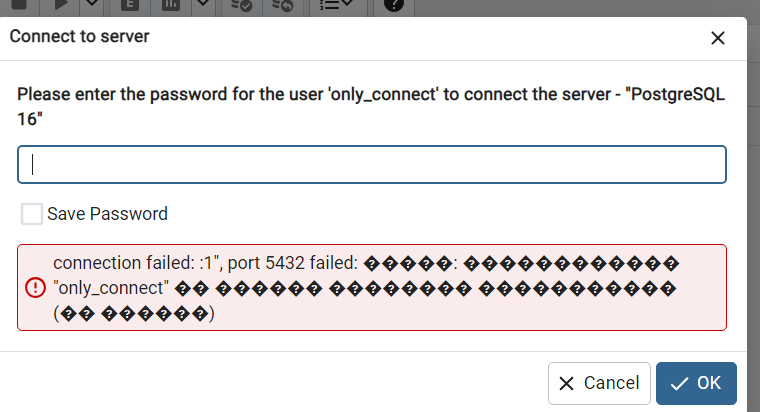 Connect to server
Please enter the password for the user 'only_connect' to connect the server - "PostgreSQL
16"
Save Password
connection failed: :1", port 5432 failed: �����: ������������
"only_connect" �� ������ �������� �����������
(�� ������)
Cancel
OK